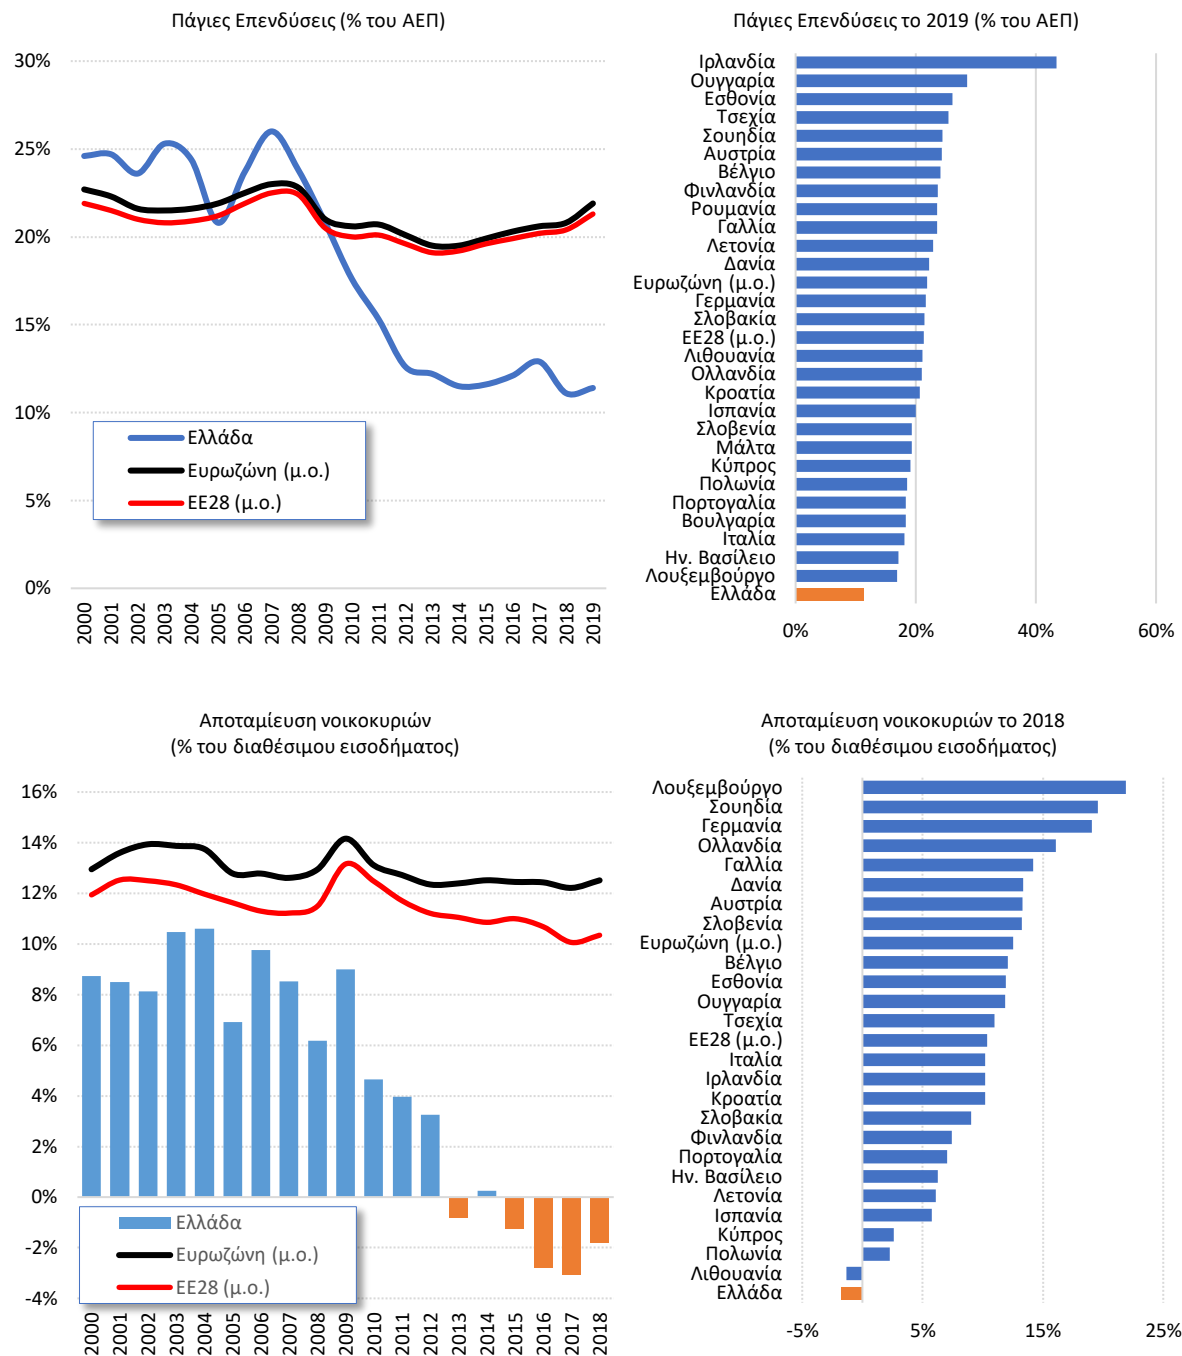 Πάγιες Επενδύσεις (% του ΑΕΠ)
30%
25%
20%
15%
10%
5%
0%
Ελλάδα
Ευρωζώνη (μ.ο.)
ΕΕ28 (μ.ο.)
2000
2001
2002
2003
2004
2005
2006
2007
2008
2009
2010
2011
2012
2013
2014
2015
2016
2017
2018
2019
Πάγιες Επενδύσεις το 2019 (% του ΑΕΠ)
Ιρλανδία
Ουγγαρία
Εσθονία
Τσεχία
Σουηδία
Αυστρία
Βέλγιο
Φινλανδία
Ρουμανία
Γαλλία
Λετονία
Δανία
Ευρωζώνη (μ.ο.)
Γερμανία
Σλοβακία
ΕΕ28 (μ.ο.)
Λιθουανία
Ολλανδία
Κροατία
Ισπανία
Σλοβενία
Μάλτα
Κύπρος
Πολωνία
Πορτογαλία
Βουλγαρία
Ιταλία
Ην. Βασίλειο
Λουξεμβούργο
Ελλάδα
0%
20%
40%
60%
Αποταμίευση νοικοκυριών
(% του διαθέσιμου εισοδήματος)
16%
14%
12%
10%
8%
6%
4%
2%
0%
-2%
-4%
Ελλάδα
Ευρωζώνη (μ.ο.)
ΕΕ28 (μ.ο.)
2000
2001
2002
2003
2004
2005
2006
2007
2008
2009
2010
2011
2012
2013
2014
2015
2016
2017
2018
Αποταμίευση νοικοκυριών το 2018
(% του διαθέσιμου εισοδήματος)
Λουξεμβούργο
Σουηδία
Γερμανία
Ολλανδία
Γαλλία
Δανία
Αυστρία
Σλοβενία
Ευρωζώνη (μ.ο.)
Βέλγιο
Εσθονία
Ουγγαρία
Τσεχία
ΕΕ28 (μ.ο.)
Ιταλία
Ιρλανδία
Κροατία
Σλοβακία
Φινλανδία
Πορτογαλία
Ην. Βασίλειο
Λετονία
Ισπανία
Κύπρος
Πολωνία
Λιθουανία
Ελλάδα
-5%
5%
15%
25%